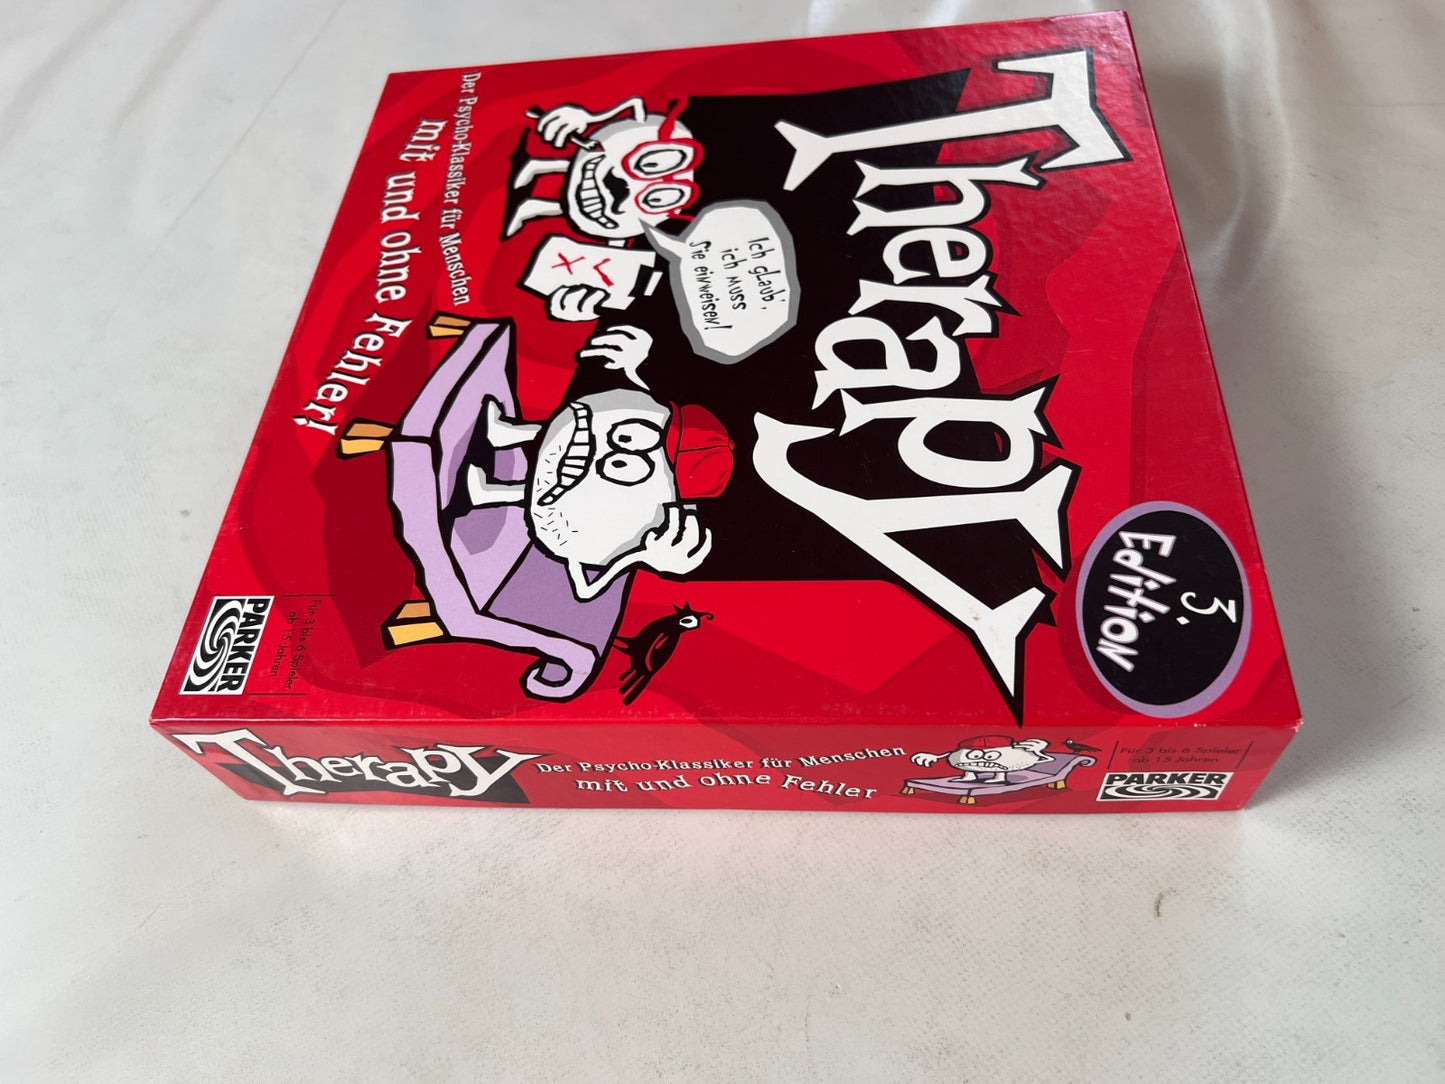 Therapy
3.
Edition
Ich glaub',
ich muss
Sie einweisen!
Der Psycho-Klassiker für Menschen
mit und ohne Fehler!
Für 3 bis 6 Spieler
ab 15 Jahren
PARKER
Therapy
Der Psycho-Klassiker für Menschen
mit und ohne Fehler
Für 3 bis 6 Spieler
ab 15 Jahren
PARKER